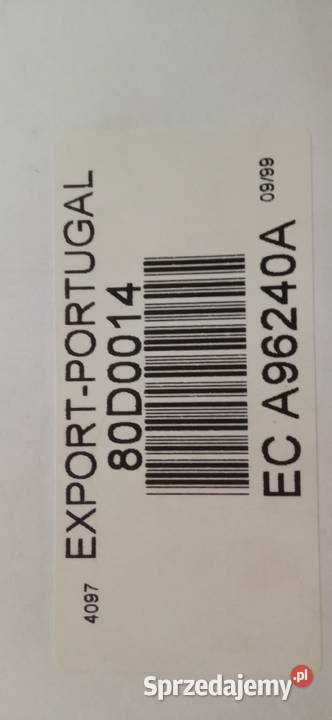 4097 EXPORT-PORTUGAL
80D0014
EC A96240A 09/99
Sprzedajemy.pl